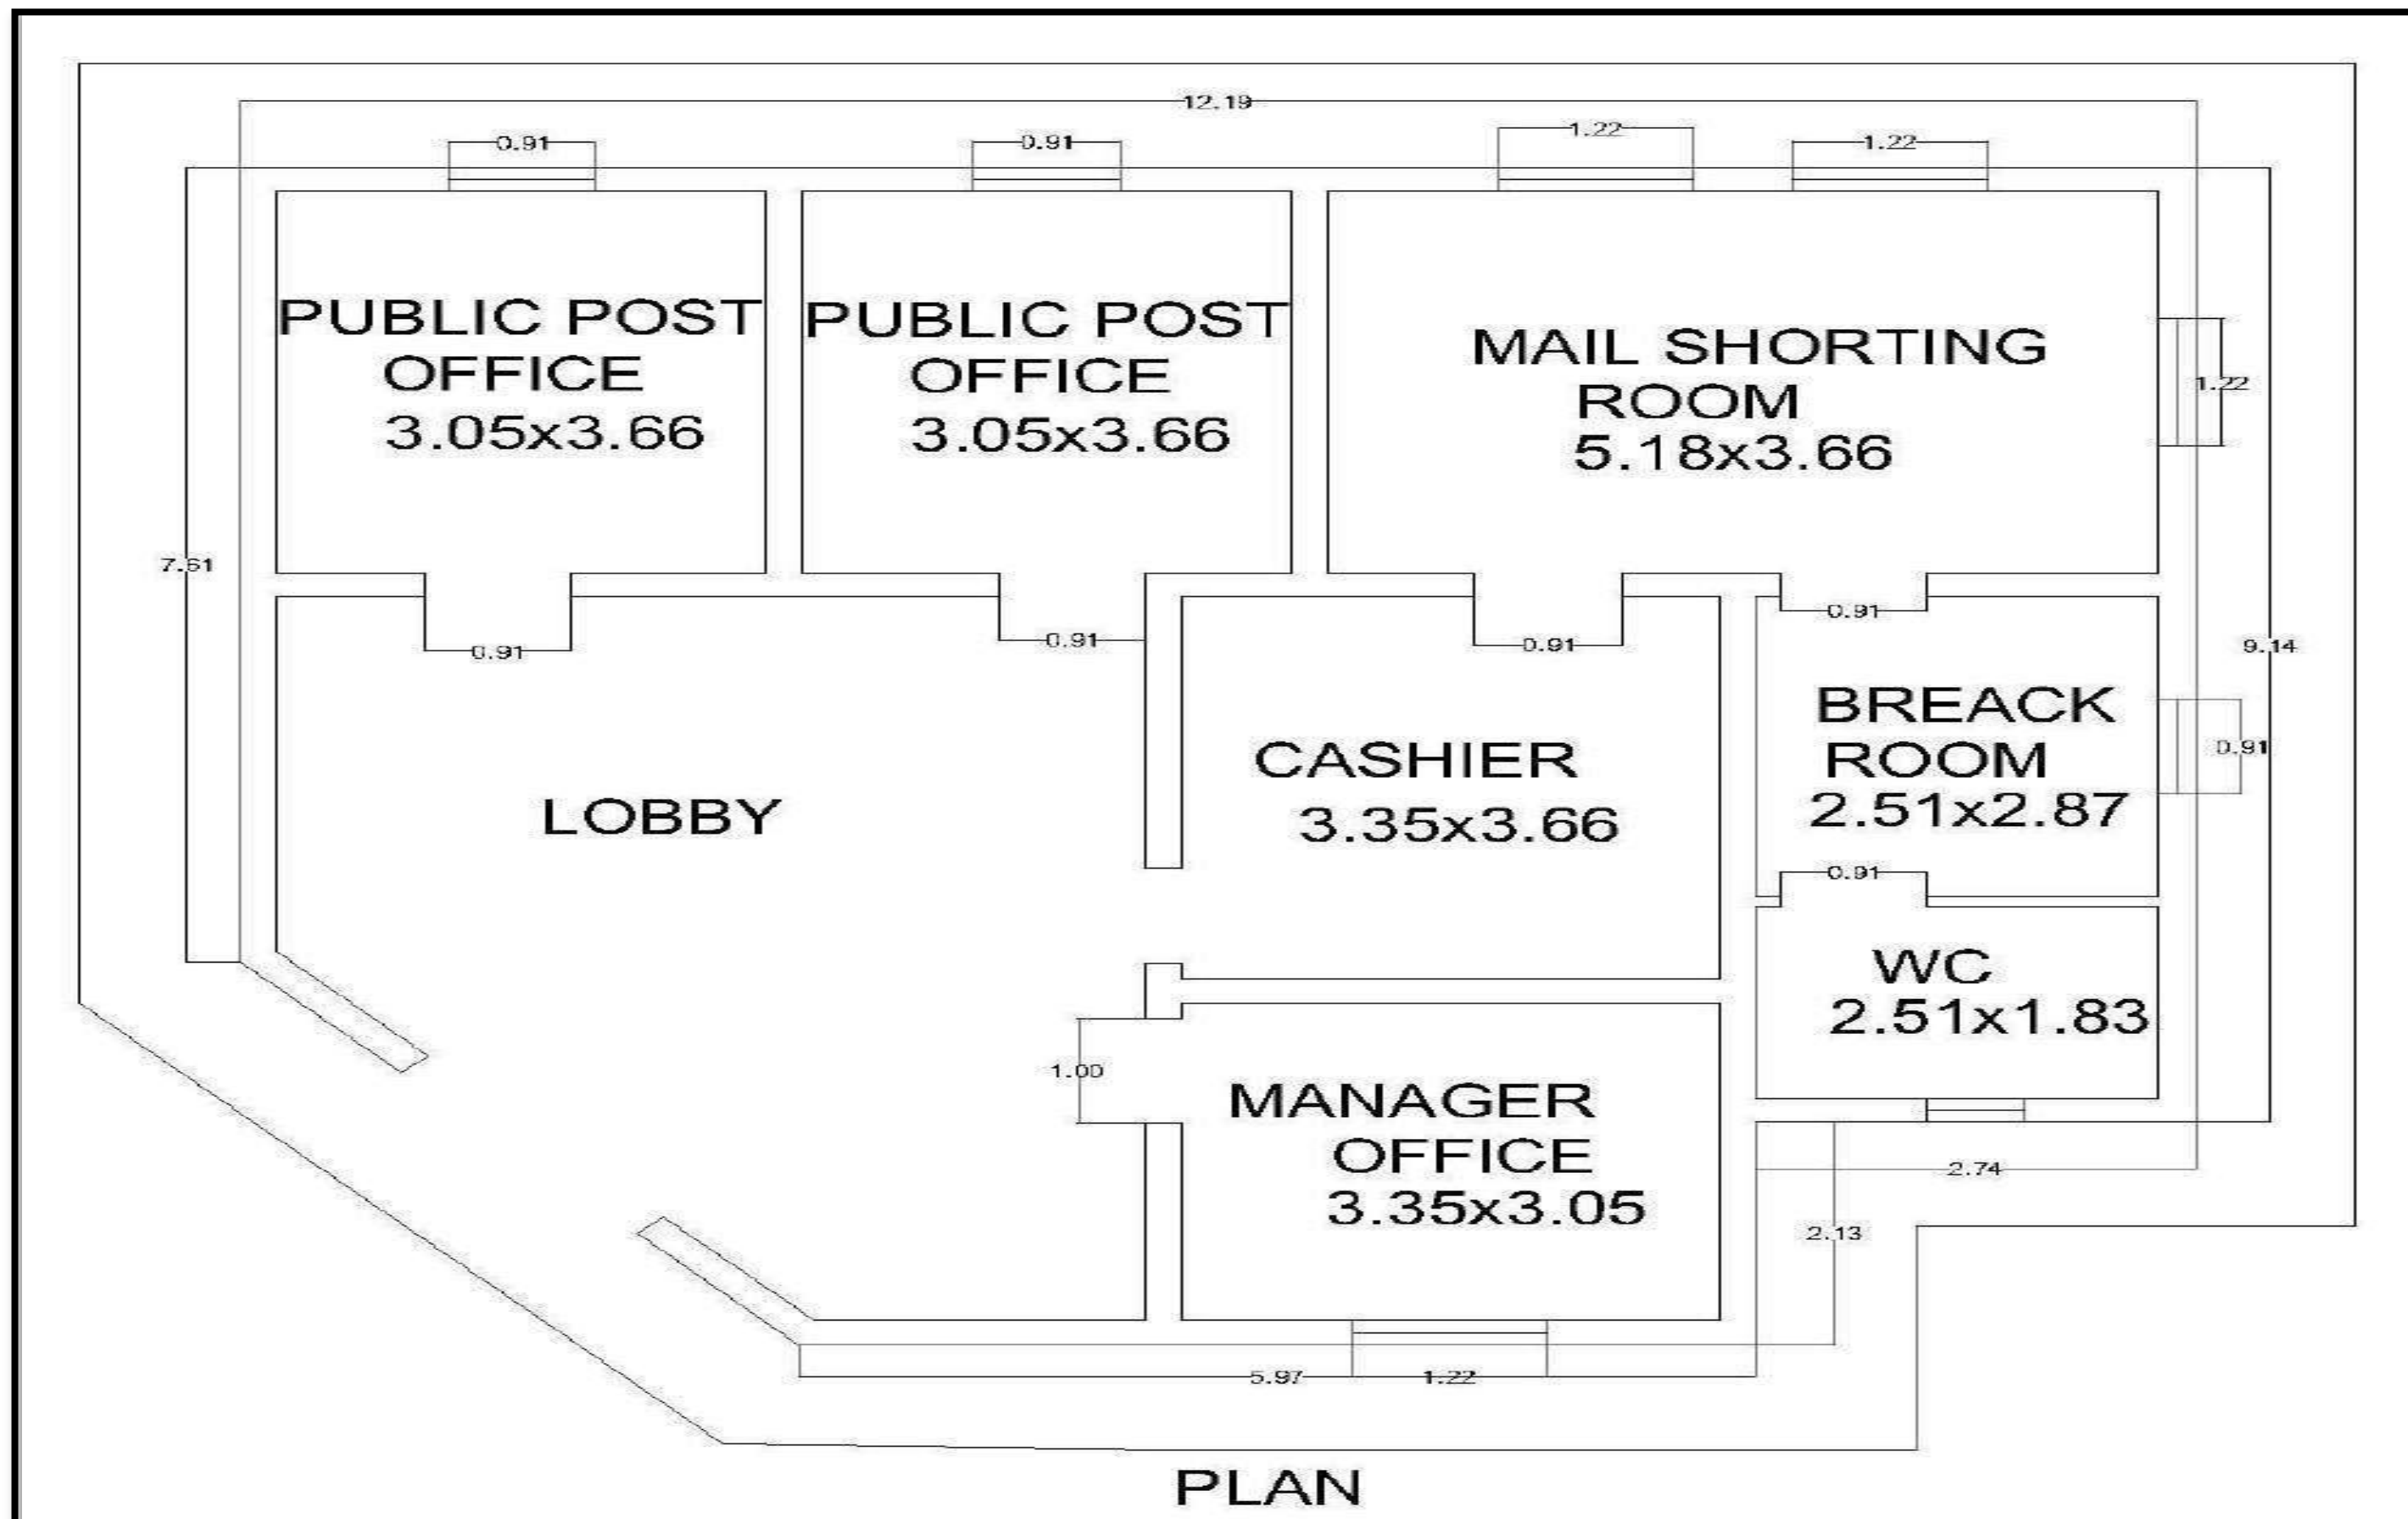 12.19
0.91
0.91
1.22
1.22
PUBLIC POST
OFFICE
3.05x3.66
PUBLIC POST
OFFICE
3.05x3.66
MAIL SHORTING
ROOM
5.18x3.66
1.22
7.61
0.91
0.91
0.91
0.91
9.14
BREACK
ROOM
2.51x2.87
0.91
LOBBY
CASHIER
3.35x3.66
0.91
WC
2.51x1.83
1.00
MANAGER
OFFICE
3.35x3.05
2.74
2.13
5.97
1.22
PLAN